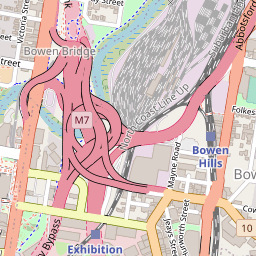 Victoria Street
Street
Bowen Bridge
Abbotsford
M7
North Coast Line Up
Folkes
Bowen
Hills
Mayne Road
Bowe
Bypass
Exhibition
10